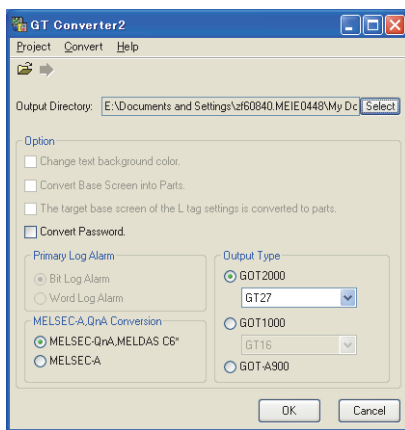 GT Converter2
Project Convert Help
Output Directory: E:\Documents and Settings\zf60840.MEIE0448\My Dc Select
Option
Change text background color.
Convert Base Screen into Parts.
The target base screen of the L tag settings is converted to parts.
Convert Password.
Primary Log Alarm
Bit Log Alarm
Word Log Alarm
MELSEC-A,QnA Conversion
MELSEC-QnA,MELDAS C6*
MELSEC-A
Output Type
GOT2000
GT27
GOT1000
GT16
GOT-A900
OK Cancel